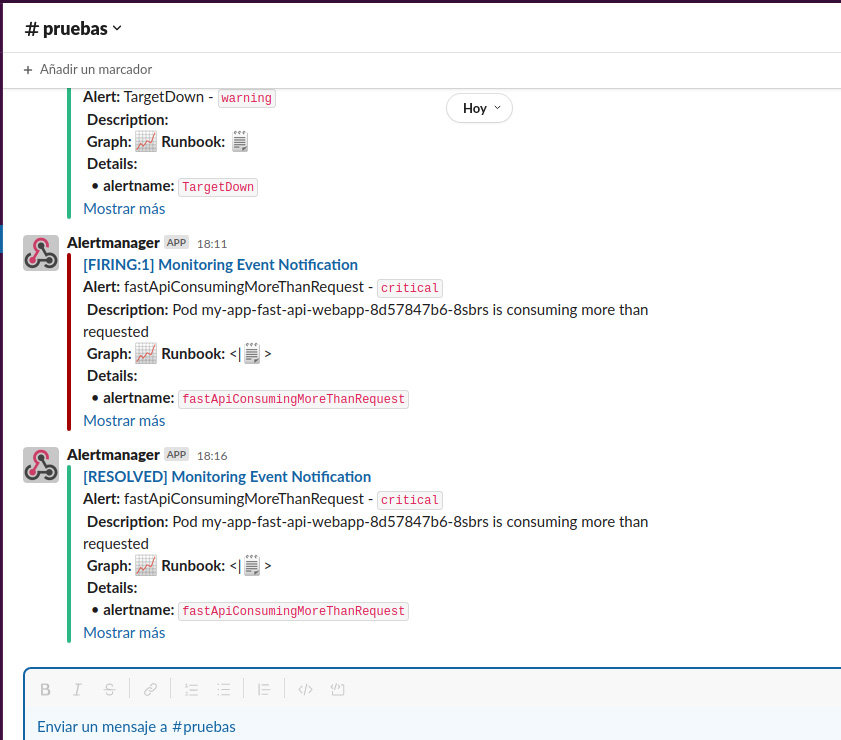 # pruebas
+ Añadir un marcador
Hoy
Alert: TargetDown - warning
Description:
Graph: Runbook:
Details:
• alertname: TargetDown
Mostrar más
Alertmanager APP 18:11
[FIRING:1] Monitoring Event Notification
Alert: fastApiConsumingMoreThanRequest - critical
Description: Pod my-app-fast-api-webapp-8d57847b6-8sbrs is consuming more than
requested
Graph: Runbook: <| >
Details:
• alertname: fastApiConsumingMoreThanRequest
Mostrar más
Alertmanager APP 18:16
[RESOLVED] Monitoring Event Notification
Alert: fastApiConsumingMoreThanRequest - critical
Description: Pod my-app-fast-api-webapp-8d57847b6-8sbrs is consuming more than
requested
Graph: Runbook: <| >
Details:
• alertname: fastApiConsumingMoreThanRequest
Mostrar más
B I S
Enviar un mensaje a #pruebas